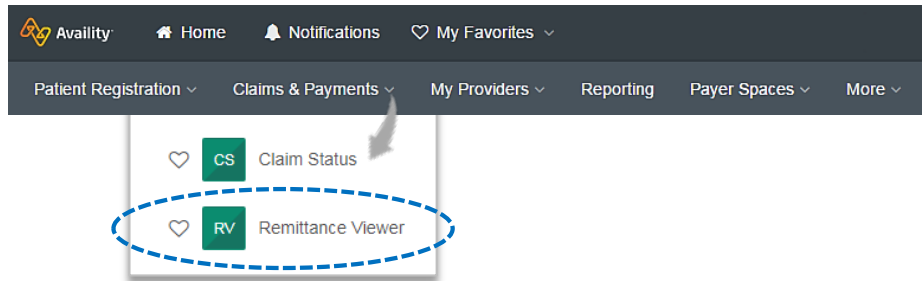 Availity Home Notifications My Favorites
Patient Registration Claims & Payments My Providers Reporting Payer Spaces More
CS Claim Status
RV Remittance Viewer